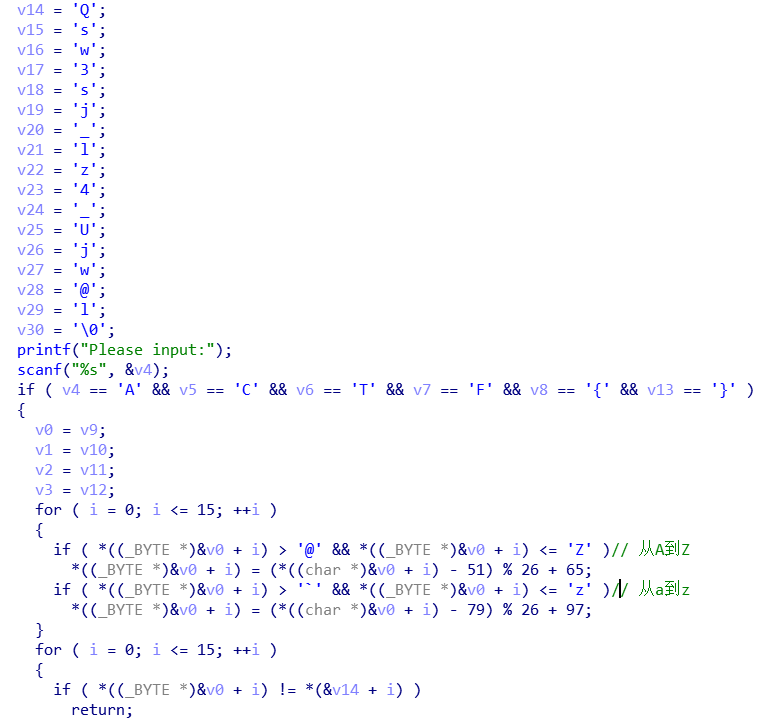 v14 = 'Q';
v15 = 's';
v16 = 'w';
v17 = '3';
v18 = 's';
v19 = 'j';
v20 = '_';
v21 = 'l';
v22 = 'z';
v23 = '4';
v24 = '_';
v25 = 'U';
v26 = 'j';
v27 = 'w';
v28 = '@';
v29 = 'l';
v30 = '\0';
printf("Please input:");
scanf("%s", &v4);
if ( v4 == 'A' && v5 == 'C' && v6 == 'T' && v7 == 'F' && v8 == '{' && v13 == '}' )
{
v0 = v9;
v1 = v10;
v2 = v11;
v3 = v12;
for ( i = 0; i <= 15; ++i )
{
if ( *((_BYTE *)&v0 + i) > '@' && *((_BYTE *)&v0 + i) <= 'Z' )// 从A到Z
*((_BYTE *)&v0 + i) = (*((char *)&v0 + i) - 51) % 26 + 65;
if ( *((_BYTE *)&v0 + i) > '`' && *((_BYTE *)&v0 + i) <= 'z' )// 从a到z
*((_BYTE *)&v0 + i) = (*((char *)&v0 + i) - 79) % 26 + 97;
}
for ( i = 0; i <= 15; ++i )
{
if ( *((_BYTE *)&v0 + i) != *(&v14 + i) )
return;